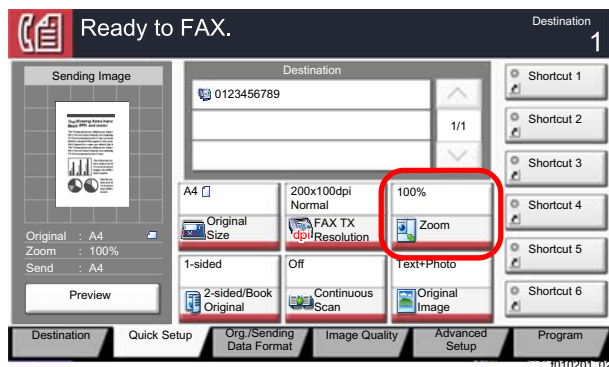 Ready to FAX.
Destination
1
Sending Image
Original : A4
Zoom : 100%
Send : A4
Preview
Destination
0123456789
1/1
A4
Original
Size
200x100dpi
Normal
dpi
FAX TX
Resolution
100%
Zoom
1-sided
2-sided/Book
Original
Off
Continuous
Scan
Text+Photo
Original
Image
Shortcut 1
Shortcut 2
Shortcut 3
Shortcut 4
Shortcut 5
Shortcut 6
Destination
Quick Setup
Org./Sending
Data Format
Image Quality
Advanced
Setup
Program